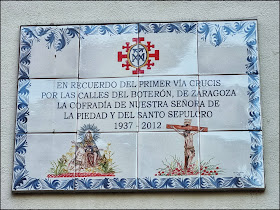 EN RECUERDO DEL PRIMER VÍA CRUCIS
POR LAS CALLES DEL BOTERÓN, DE ZARAGOZA
LA COFRADÍA DE NUESTRA SEÑORA DE
LA PIEDAD Y DEL SANTO SEPULCRO
1937 - 2012